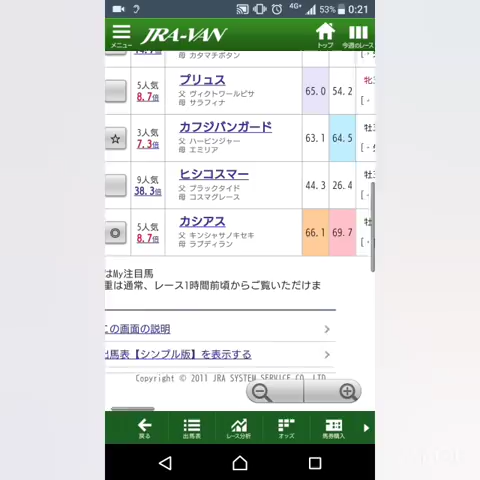 4G+ 53% 0:21
メニュー JRA-VAN トップ 今週のレース
父 カタマチボタン
5人気 プリュス 65.0 54.2 牝
8.7倍 父 ヴィクトワールピサ
母 サラフィナ
☆ 3人気 カフジバンガード 63.1 64.5
7.3倍 父 ハービンジャー
母 エミリア
9人気 ヒシコスマー 44.3 26.4
38.3倍 父 ブラックタイド
母 コスマグレース
◎ 5人気 カシアス 66.1 69.7
8.7倍 父 キンシャサノキセキ
母 ラブディラン
はMy注目馬
重は通常、レース1時間前頃からご覧いただけま
この画面の説明
出馬表【シンプル版】を表示する
Copyright © 2011 JRA SYSTEM SERVICE CO.,LTD.
戻る 出馬表 レース分析 オッズ 馬券購入